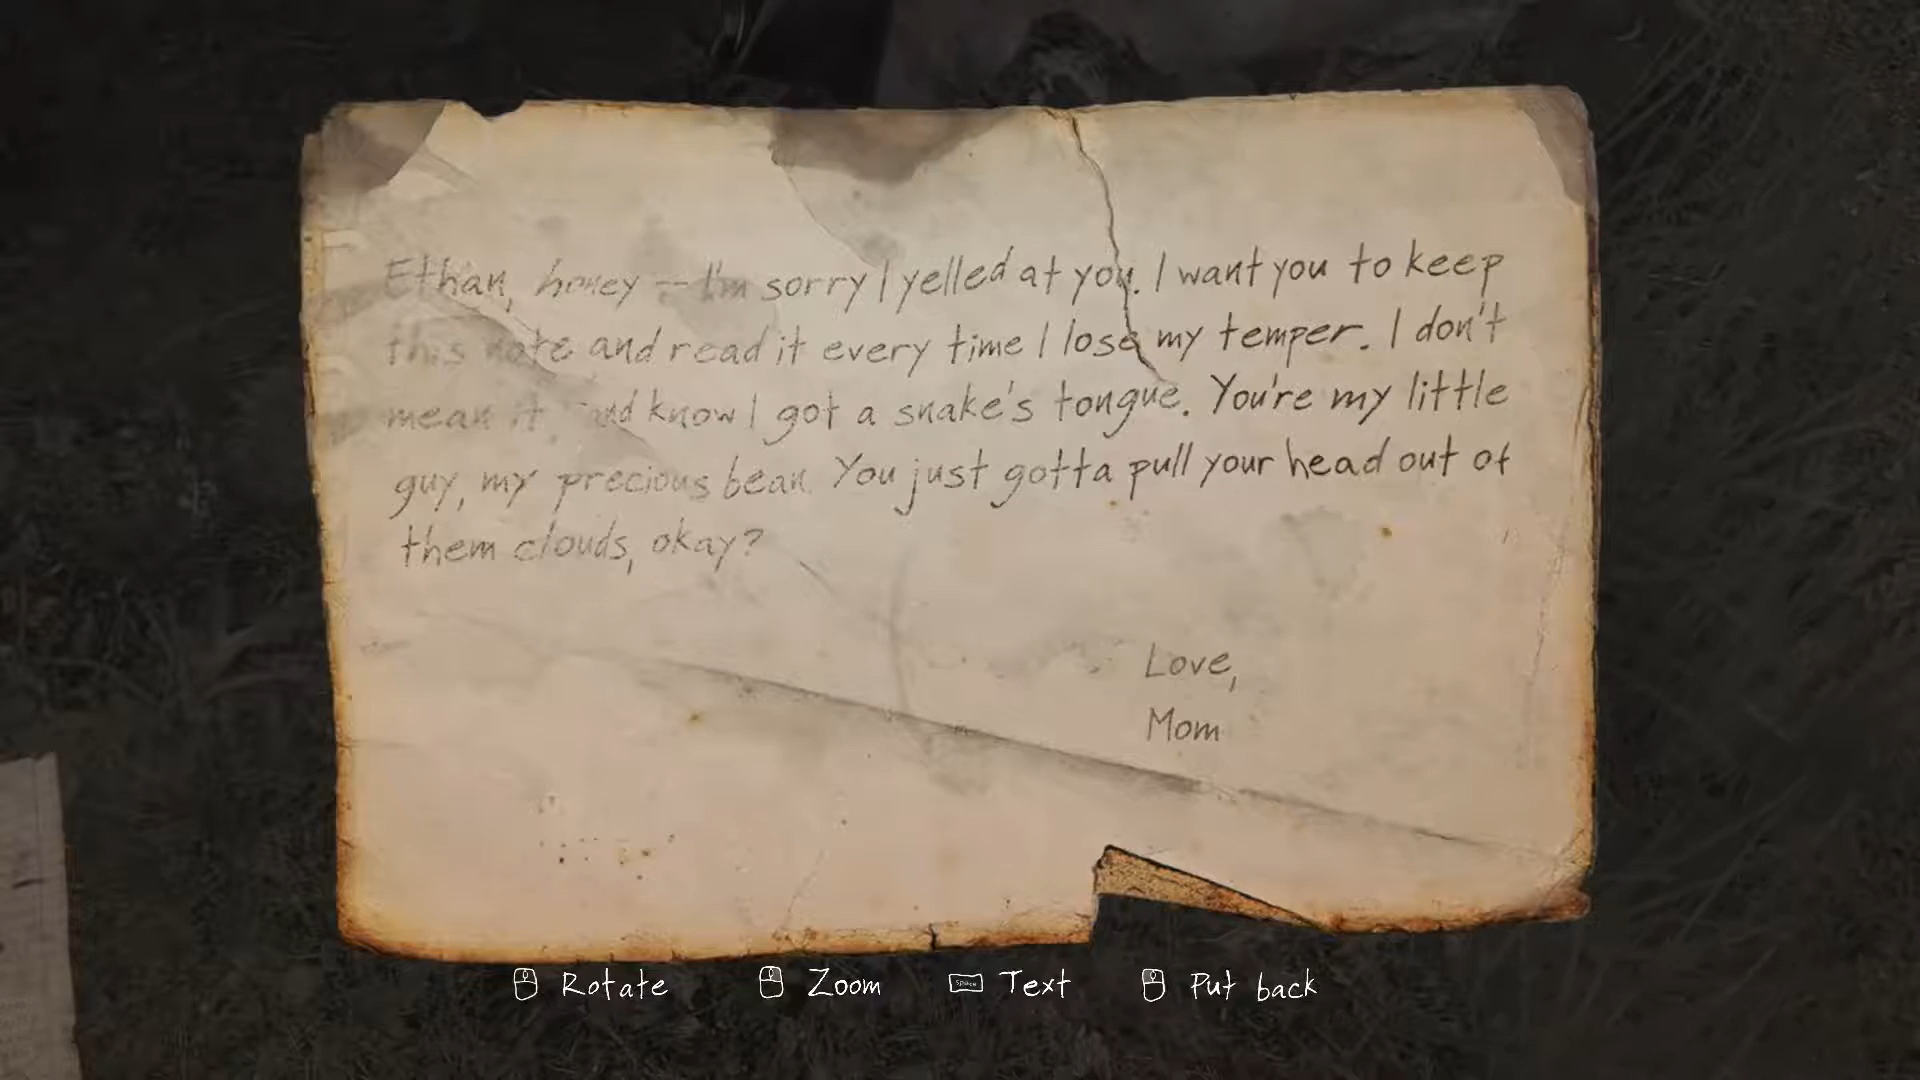 Ethan, honey -- I'm sorry I yelled at you. I want you to keep
this note and read it every time I lose my temper. I don't
mean it, and know I got a snake's tongue. You're my little
guy, my precious bean. You just gotta pull your head out of
them clouds, okay?
Love,
Mom
Rotate Zoom Space Text Put back